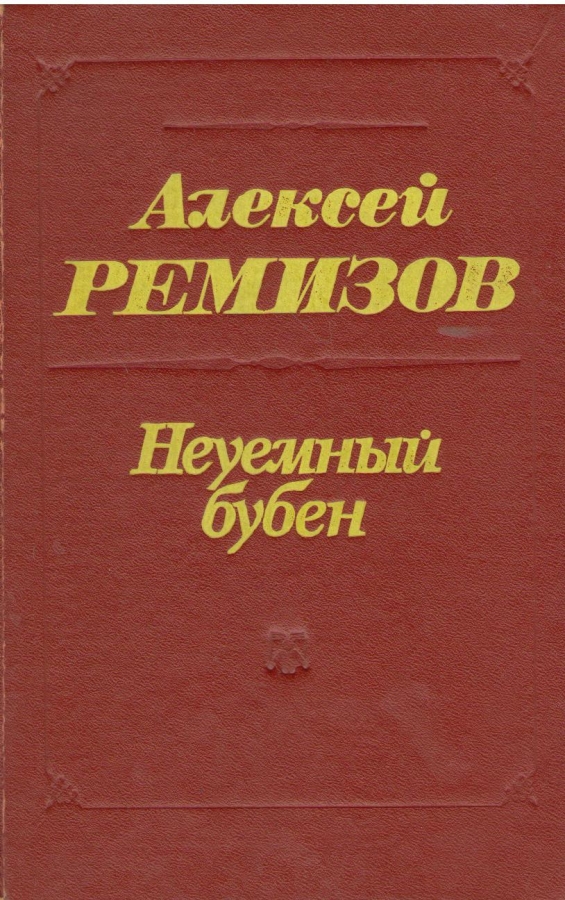 Алексей
РЕМИЗОВ
Неуемный
бубен